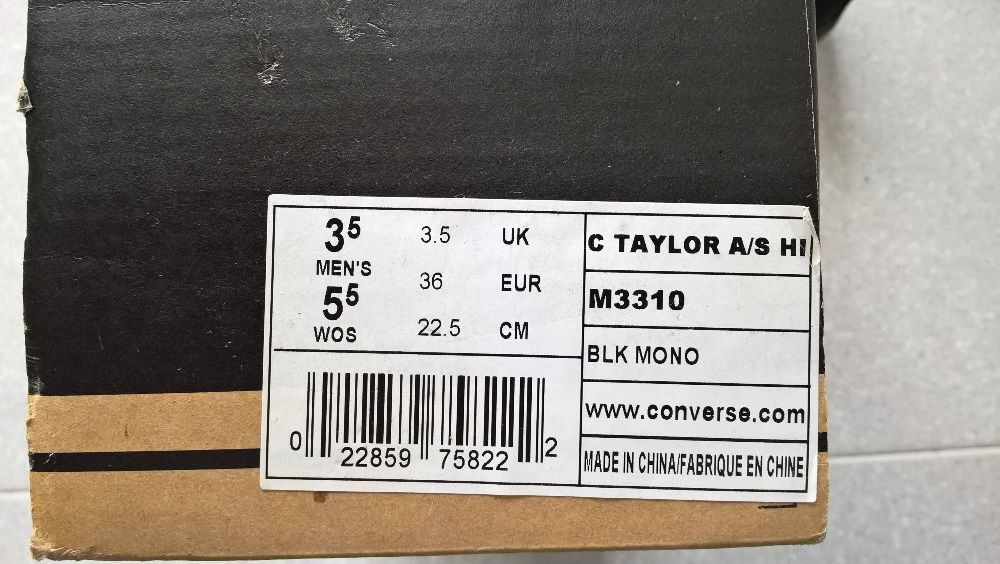 3⁵ 3.5 UK
MEN'S
36 EUR
5⁵
WOS
22.5 CM
0 22859 75822 2
C TAYLOR A/S HI
M3310
BLK MONO
www.converse.com
MADE IN CHINA/FABRIQUE EN CHINE